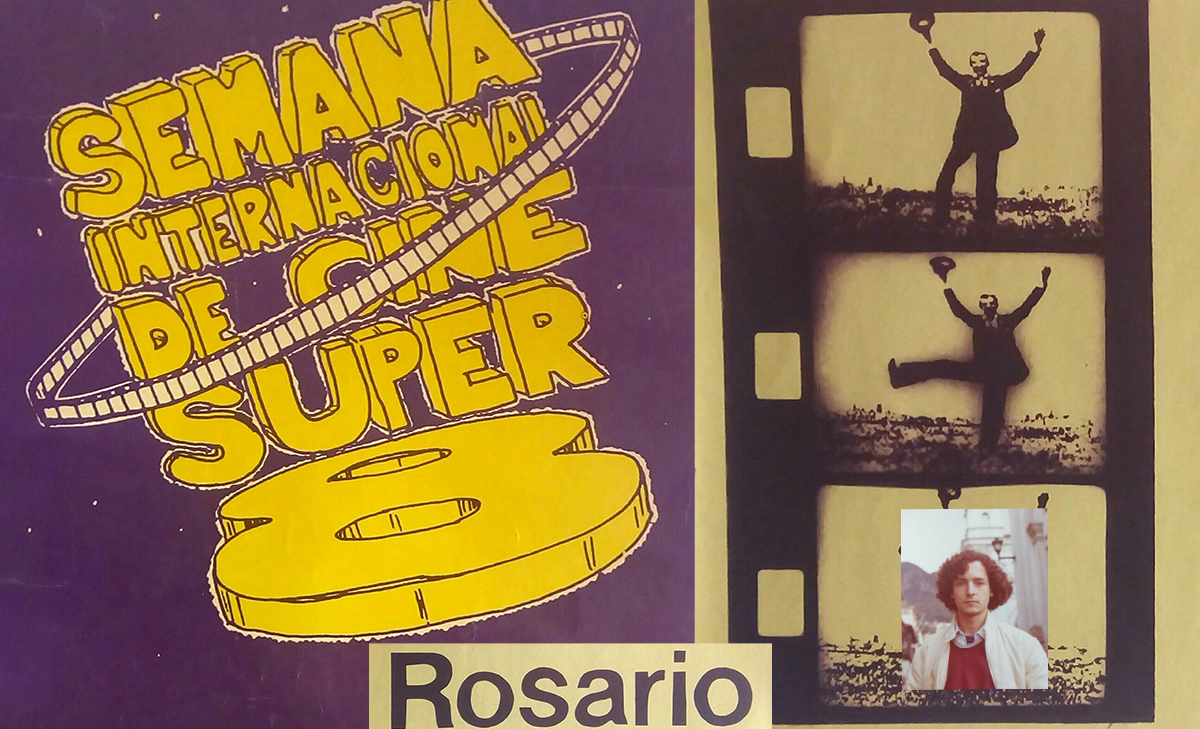 SEMANA
INTERNACIONAL
DE CINE
SUPER
8
Rosario